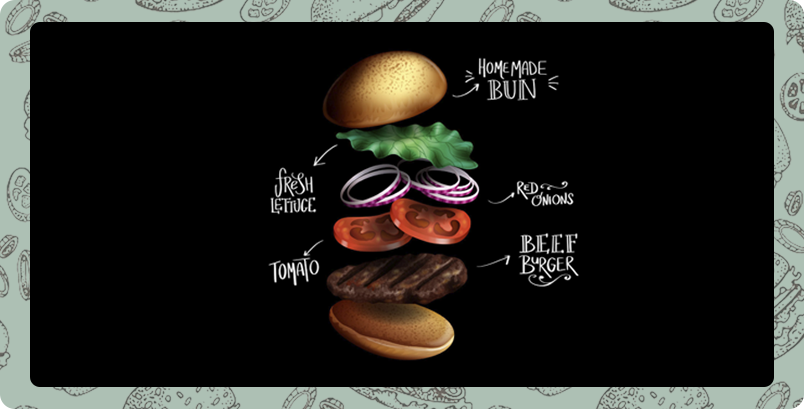 HOMEMADE
BUN
fRESH
LETTUCE
RED
ONIONS
TOMATO
BEEF
BURGER